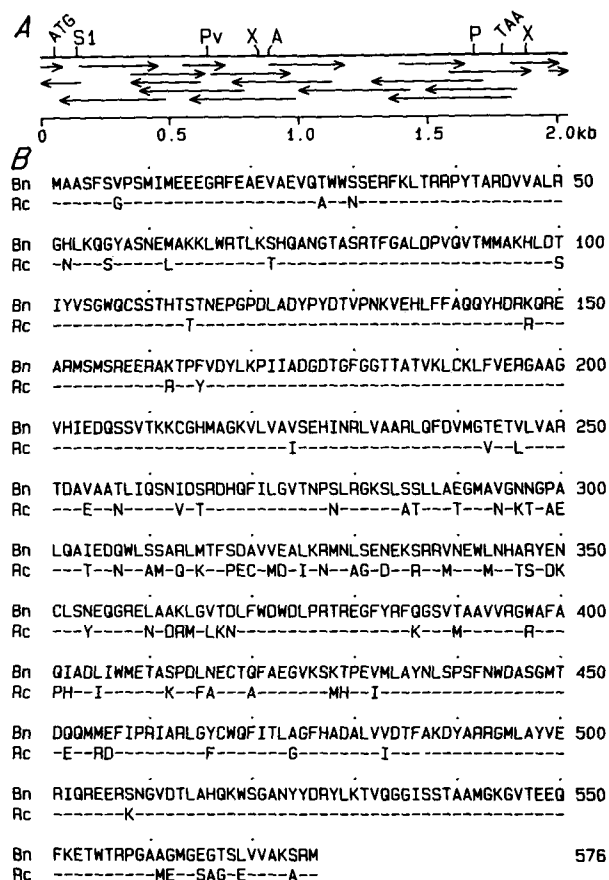 A
ATG S1 Pv X A P TAA X
0 0.5 1.0 1.5 2.0kb
B
Bn MAASFSVPSMIMEEEGRFEAEVAEVQTWWSSERFKLTRRPYTARDVVALR 50
Rc ------G-------------------A--N--------------------
Bn GHLKQGYASNEMAKKLWRTLKSHQANGTASRTFGALDPVQVTMMAKHLDT 100
Rc -N---S-----L---------T---------------------------S
Bn IYVSGWQCSSTHTSTNEPGPDLADYPYDTVPNKVEHLFFAQQYHDRKQRE 150
Rc -------------T--------------------------------R---
Bn ARMSMSREERAKTPFVDYLKPIIADGDTGFGGTTATVKLCKLFVERGAAG 200
Rc -----------R--Y-----------------------------------
Bn VHIEDQSSVTKKCGHMAGKVLVAVSEHINRLVAARLQFDVMGTETVLVAR 250
Rc -----------------------I------------------V--L----
Bn TDAVAATLIQSNIDSRDHQFILGVTNPSLRGKSLSSLLAEGMAVGNNGPA 300
Rc ---E--N-----V-T------------N------AT---T---N-KT-AE
Bn LQAIEDQWLSSARLMTFSDAVVEALKRMNLSENEKSRRVNEWLNHARYEN 350
Rc ---T--N--AM-Q-K--PEC-MD-I-N--AG-D--R--M---M--TS-DK
Bn CLSNEQGRELAAKLGVTDLFWDWDLPRTREGFYRFQGSVTAAVVRGWAFA 400
Rc ---Y-----N-DRM-LKN-----------------K---M------R---
Bn QIADLIWMETASPDLNECTQFAEGVKSKTPEVMLAYNLSPSFNWDASGMT 450
Rc PH--I------K--FA---A-------MH--I------------------
Bn DQQMMEFIPRIARLGYCWQFITLAGFHADALVVDTFAKDYARRGMLAYVE 500
Rc -E--RD---------F-------G--------I-----------------
Bn RIQREERSNGVDTLAHQKWSGANYYDRYLKTVQGGISSTAAMGKGVTEEQ 550
Rc -------K------------------------------------------
Bn FKETWTRPGAAGMGEGTSLVVAKSRM 576
Rc ----------ME--SAG-E----A--